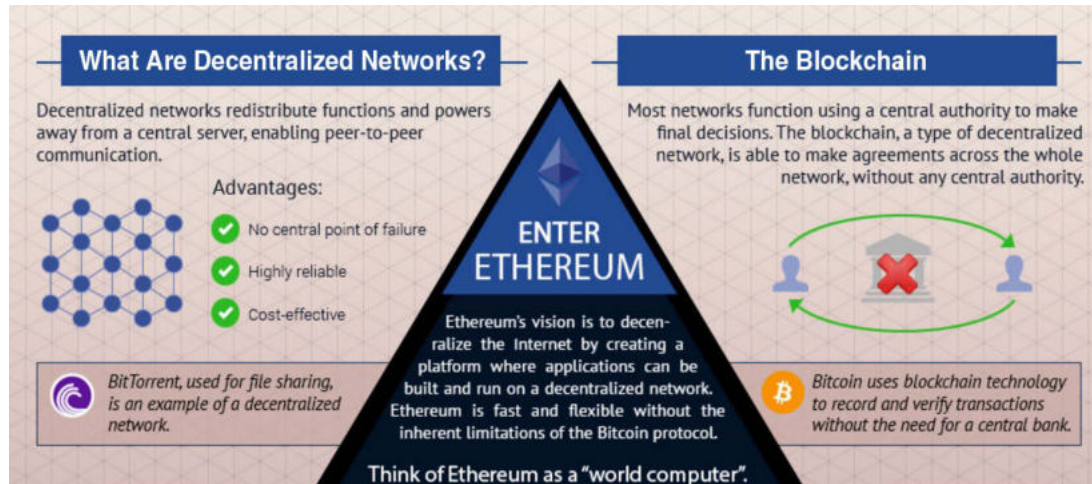 What Are Decentralized Networks?
Decentralized networks redistribute functions and powers
away from a central server, enabling peer-to-peer
communication.
Advantages:
No central point of failure
Highly reliable
Cost-effective
BitTorrent, used for file sharing,
is an example of a decentralized
network.
ENTER
ETHEREUM
Ethereum's vision is to decen-
ralize the Internet by creating a
platform where applications can be
built and run on a decentralized network.
Ethereum is fast and flexible without the
inherent limitations of the Bitcoin protocol.
Think of Ethereum as a "world computer".
The Blockchain
Most networks function using a central authority to make
final decisions. The blockchain, a type of decentralized
network, is able to make agreements across the whole
network, without any central authority.
Bitcoin uses blockchain technology
to record and verify transactions
without the need for a central bank.